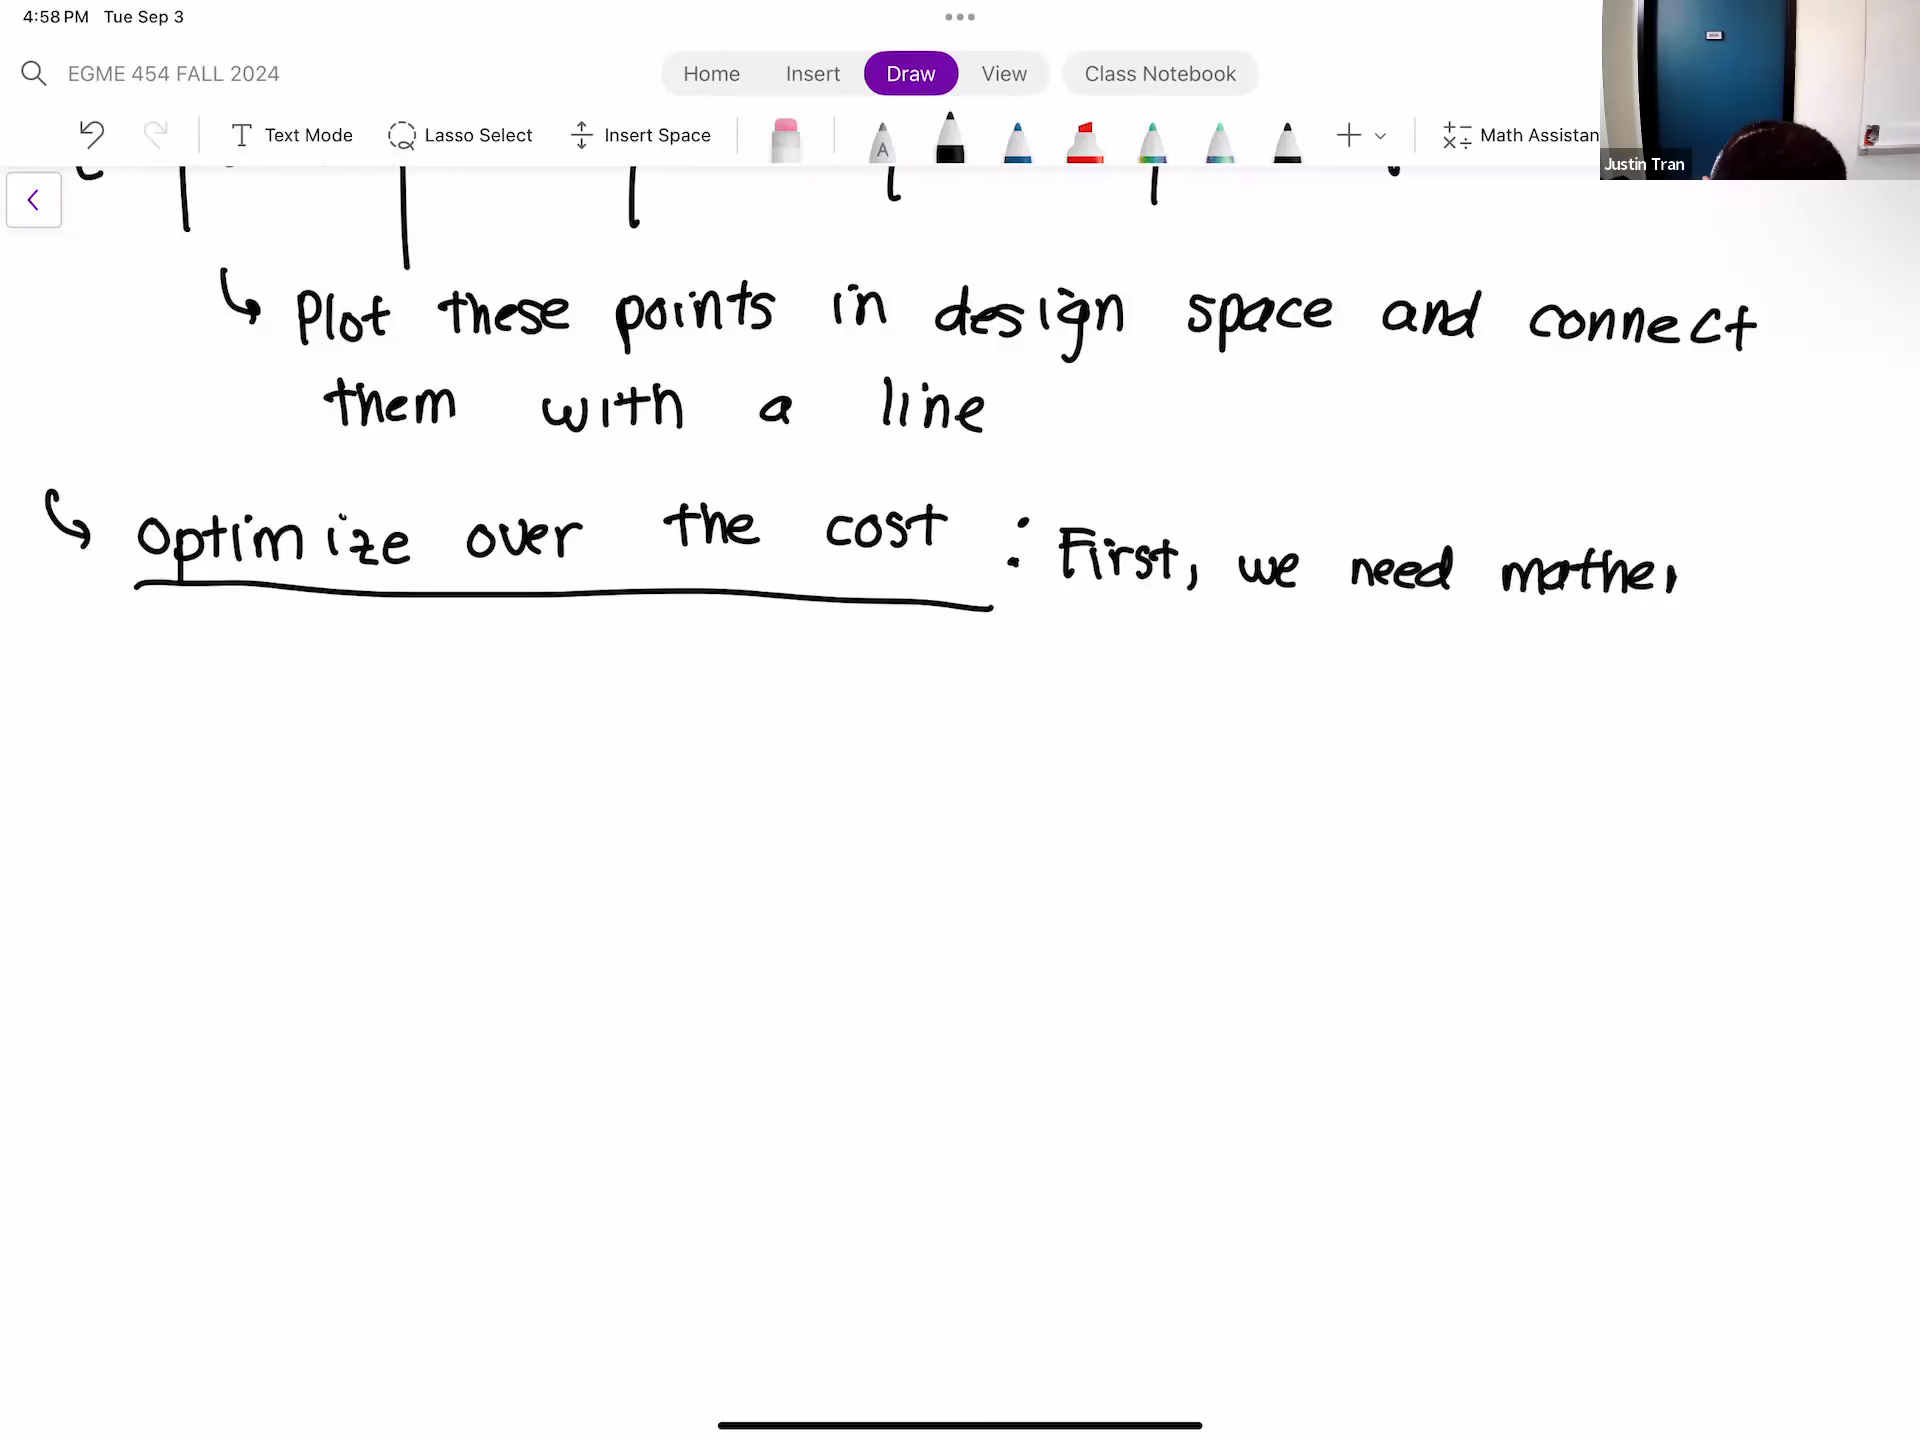 4:58 PM Tue Sep 3
EGME 454 FALL 2024
Home Insert Draw View Class Notebook
Text Mode Lasso Select Insert Space A Math Assistan
Justin Tran
Plot these points in design space and connect
them with a line
Optimize over the cost : First, we need mathe